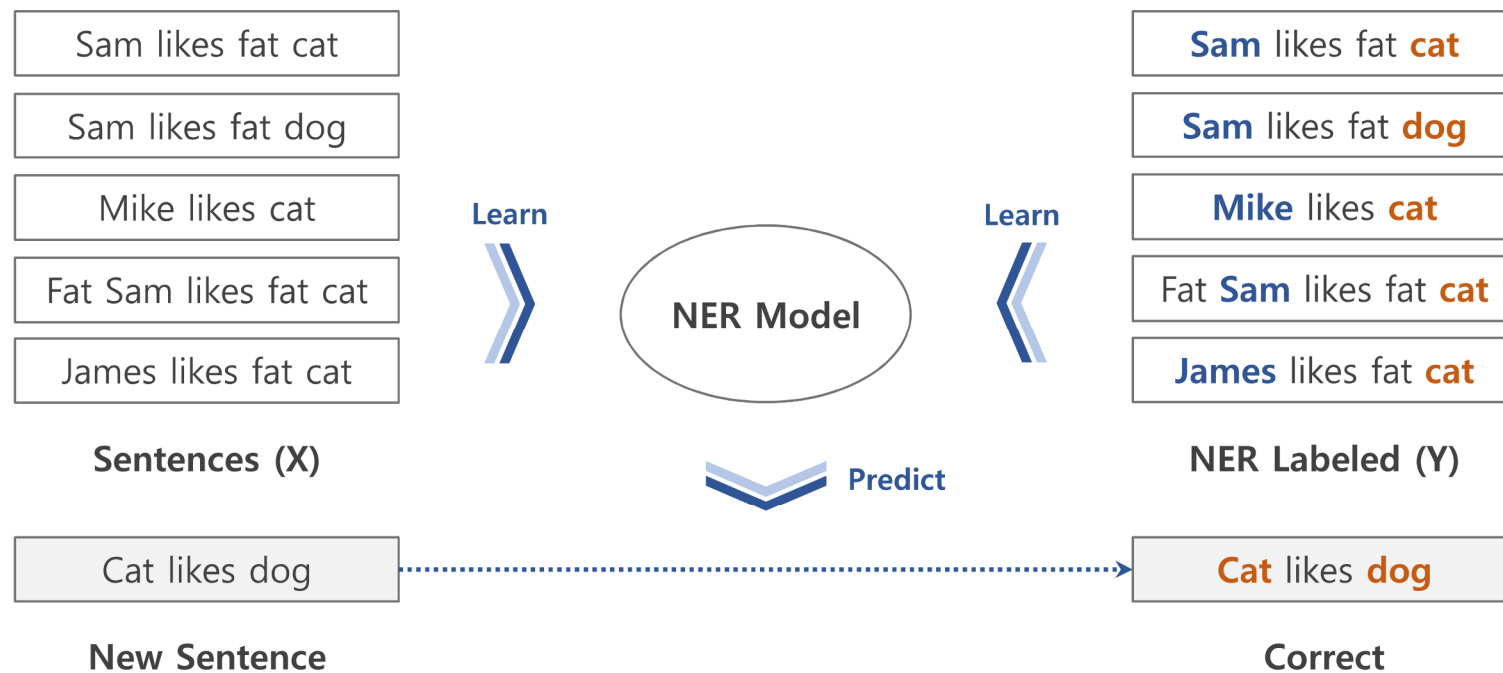 Sam likes fat cat
Sam likes fat dog
Mike likes cat
Fat Sam likes fat cat
James likes fat cat
Sentences (X)
Learn
NER Model
Learn
Predict
Sam likes fat cat
Sam likes fat dog
Mike likes cat
Fat Sam likes fat cat
James likes fat cat
NER Labeled (Y)
Cat likes dog
New Sentence
Cat likes dog
Correct